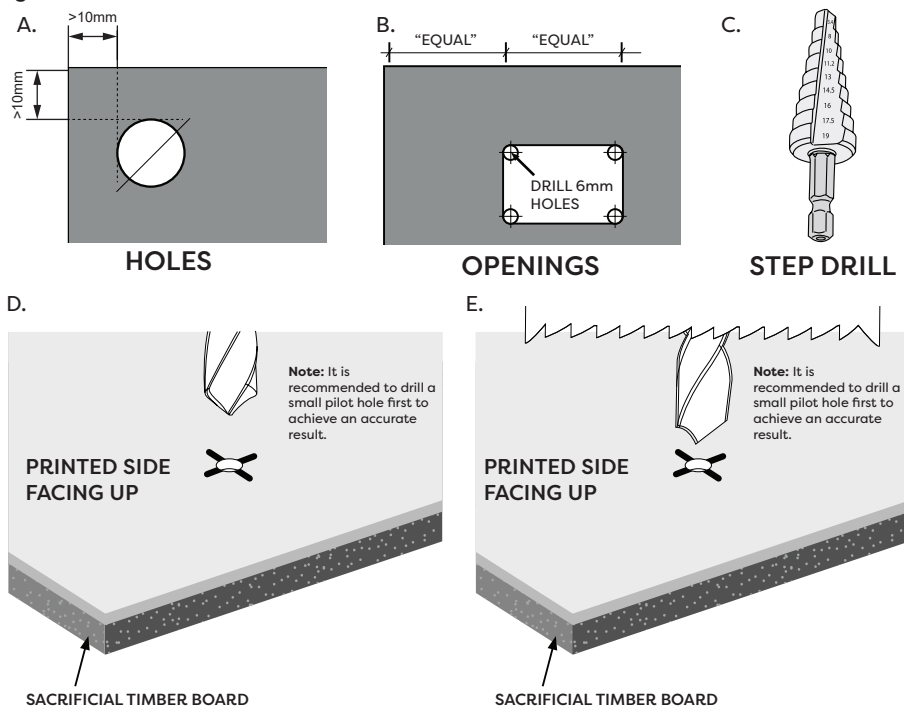 A.
>10mm
>10mm
HOLES
B.
“EQUAL”
“EQUAL”
DRILL 6mm
HOLES
OPENINGS
C.
8
10
11.2
13
14.5
16
17.5
19
STEP DRILL
D.
Note: It is
recommended to drill a
small pilot hole first to
achieve an accurate
result.
PRINTED SIDE
FACING UP
SACRIFICIAL TIMBER BOARD
E.
Note: It is
recommended to drill a
small pilot hole first to
achieve an accurate
result.
PRINTED SIDE
FACING UP
SACRIFICIAL TIMBER BOARD